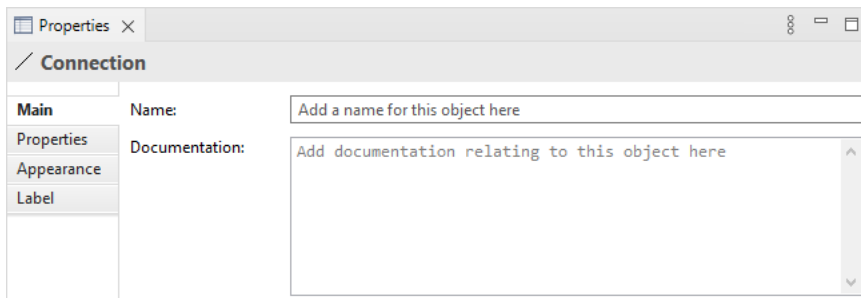 Properties
Connection
Main
Name:
Add a name for this object here
Properties
Documentation:
Add documentation relating to this object here
Appearance
Label